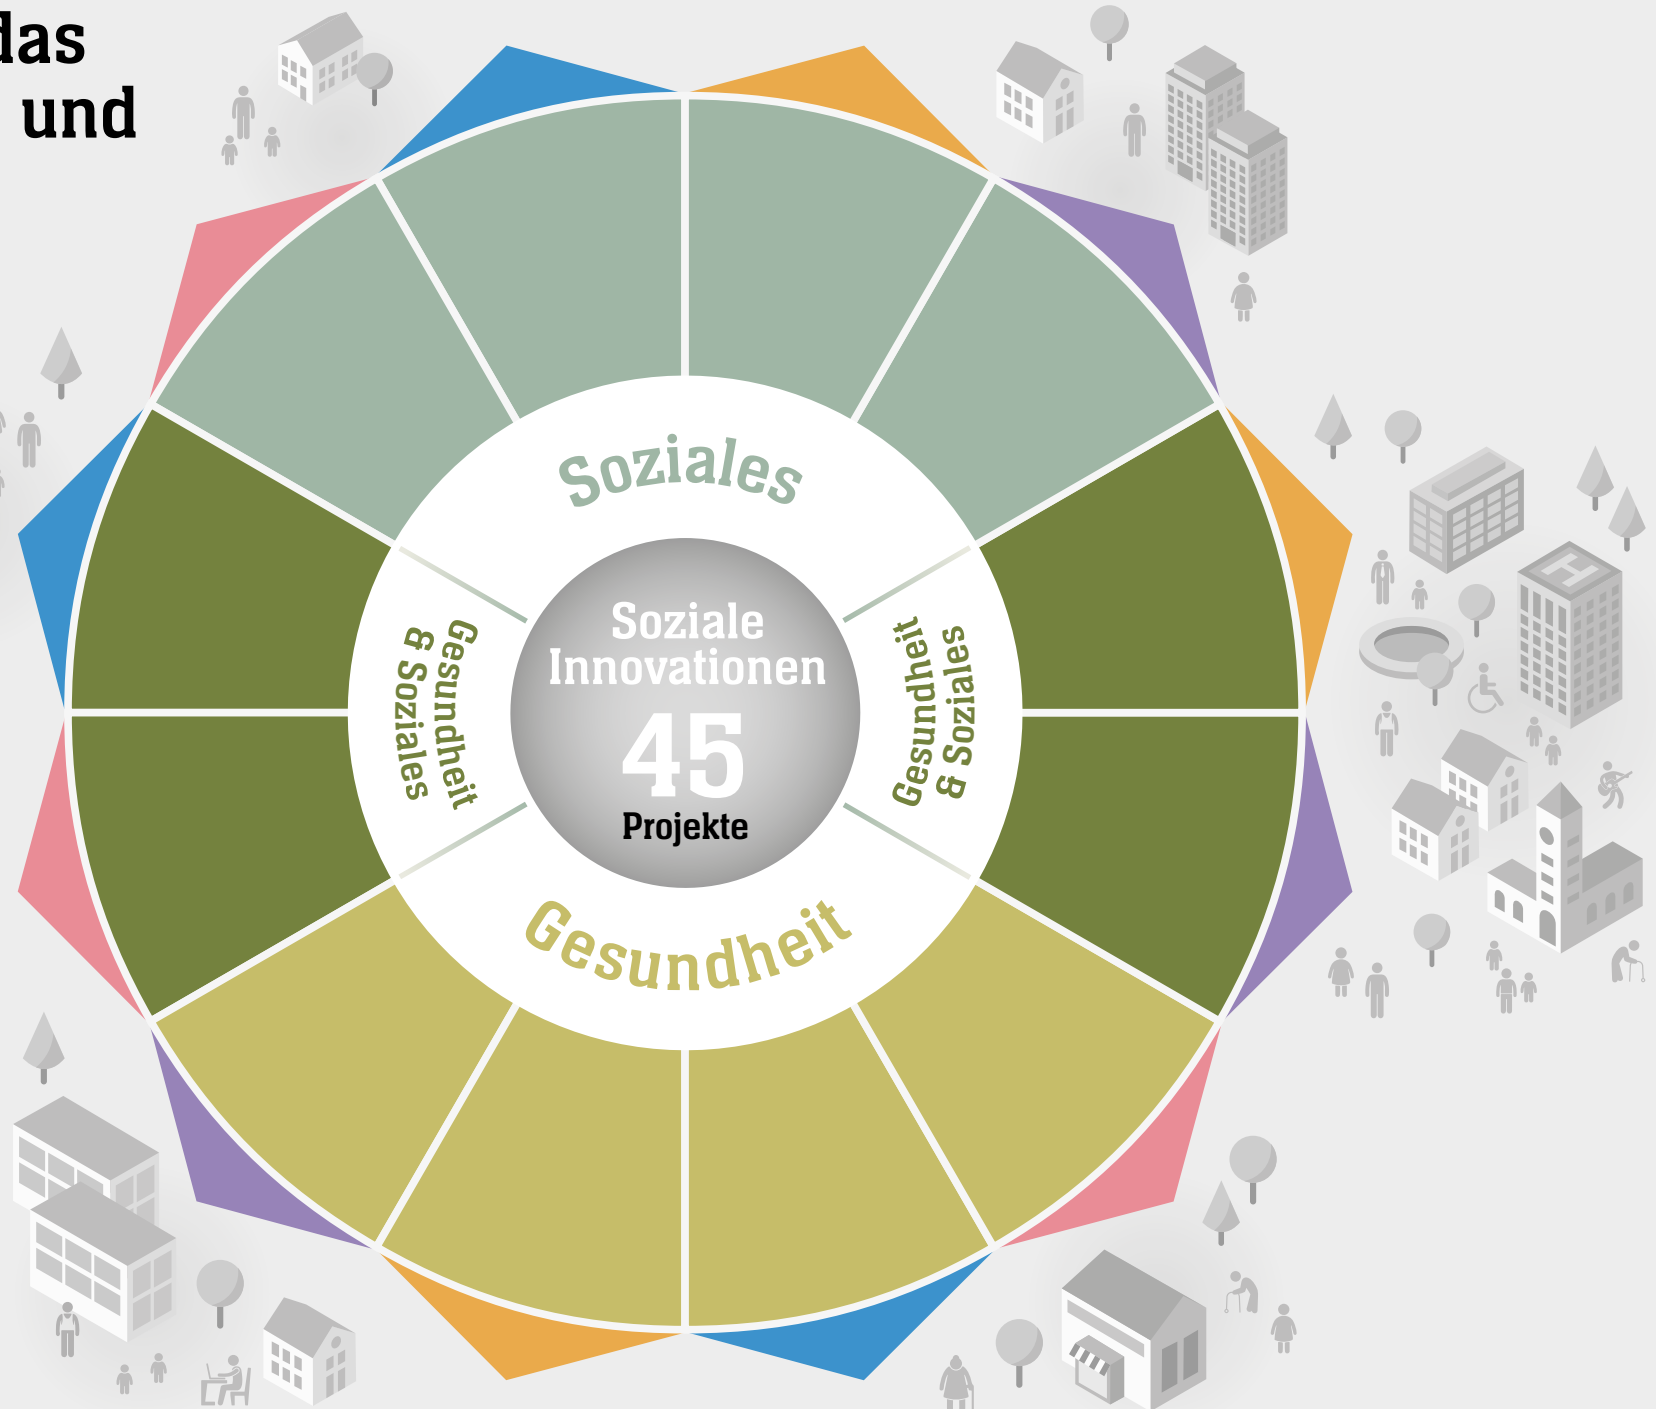 das
und
Soziales
Gesundheit
& Soziales
Soziale
Innovationen
45
Projekte
Gesundheit
& Soziales
Gesundheit
H